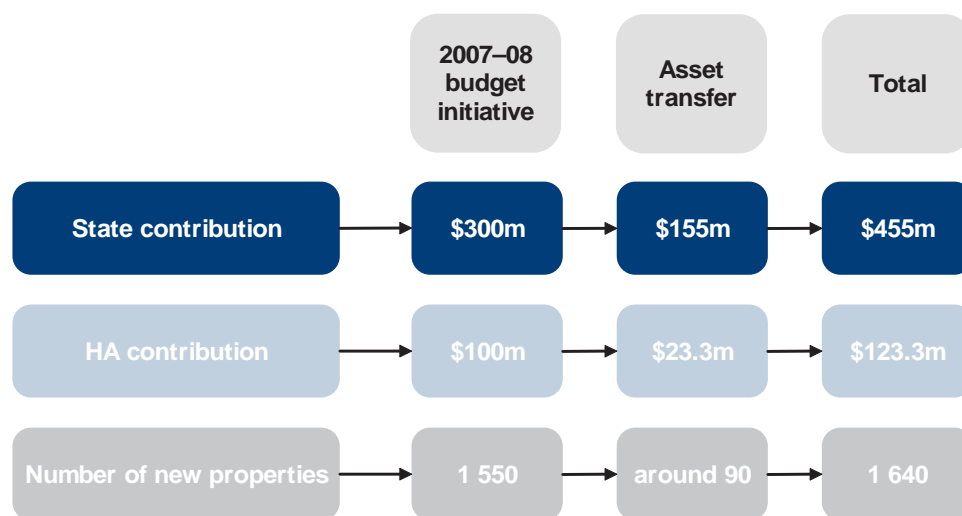 2007–08
budget
initiative
Asset
transfer
Total
State contribution
$300m
$155m
$455m
HA contribution
$100m
$23.3m
$123.3m
Number of new properties
1 550
around 90
1 640